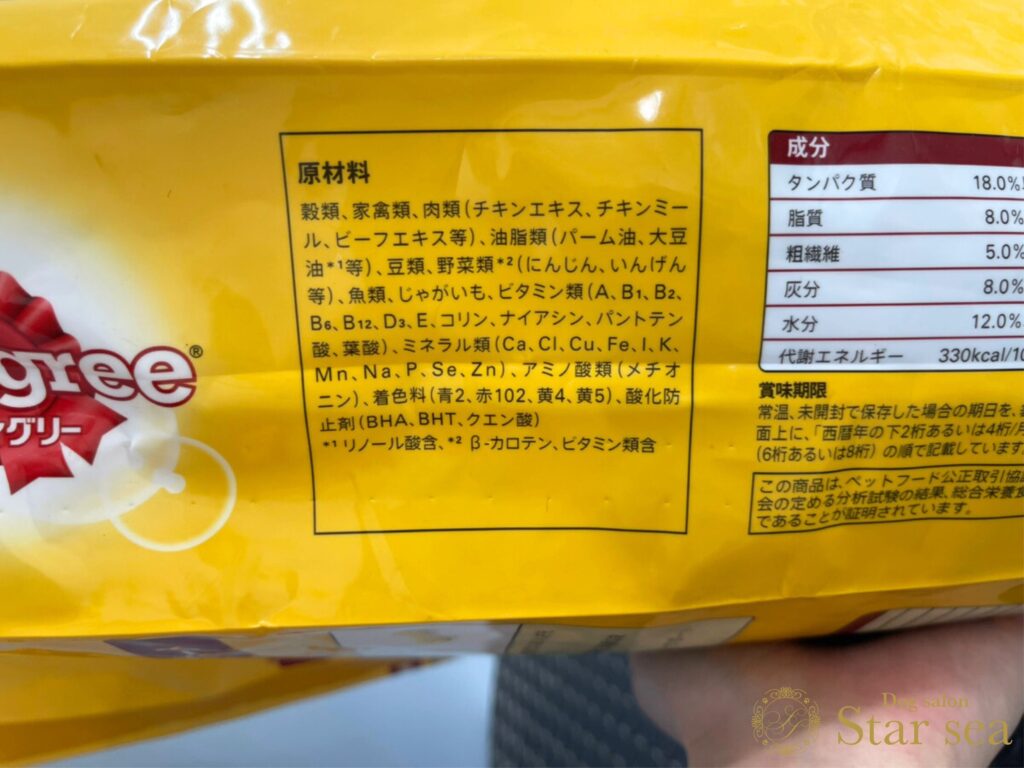 gree®
グリー
原材料
穀類、家禽類、肉類(チキンエキス、チキンミー
ル、ビーフエキス等)、油脂類(パーム油、大豆
油*¹等)、豆類、野菜類*²(にんじん、いんげん
等)、魚類、じゃがいも、ビタミン類(A、B₁、B₂、
B₆、B₁₂、D₃、E、コリン、ナイアシン、パントテン
酸、葉酸)、ミネラル類(Ca、Cl、Cu、Fe、I、K、
Mn、Na、P、Se、Zn)、アミノ酸類(メチオ
ニン)、着色料(青2、赤102、黄4、黄5)、酸化防
止剤(BHA、BHT、クエン酸)
*¹ リノール酸含、*² β-カロテン、ビタミン類含
成分
タンパク質 18.0%
脂質 8.0%
粗繊維 5.0%
灰分 8.0%
水分 12.0%
代謝エネルギー 330kcal/10
賞味期限
常温、未開封で保存した場合の期日を、
面上に、「西暦年の下2桁あるいは4桁/月
(6桁あるいは8桁)の順で記載しています
この商品は、ペットフード公正取引協
会の定める分析試験の結果、総合栄養食
であることが証明されています。
Dog salon
Star sea